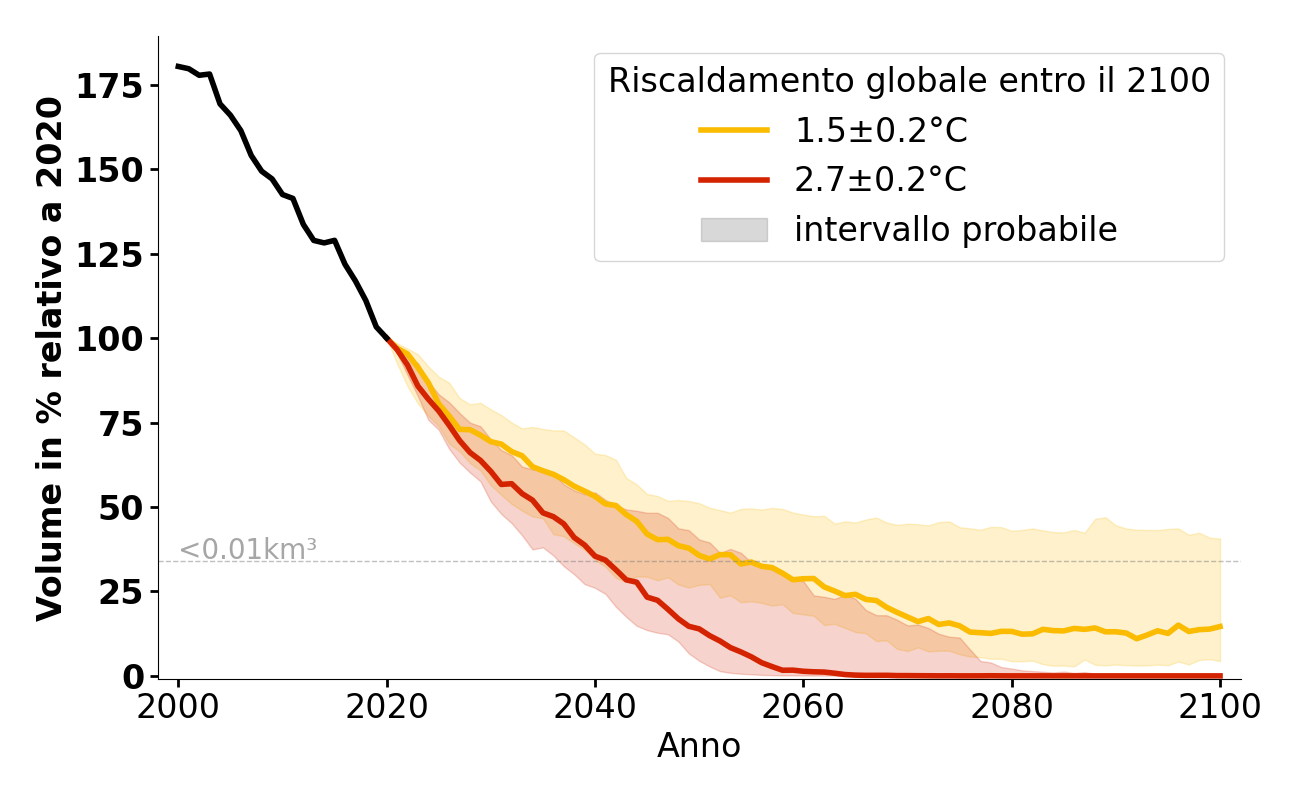 Riscaldamento globale entro il 2100
1.5±0.2°C
2.7±0.2°C
intervallo probabile
Volume in % relativo a 2020
175
150
125
100
75
50
25
0
<0.01km³
2000 2020 2040 2060 2080 2100
Anno